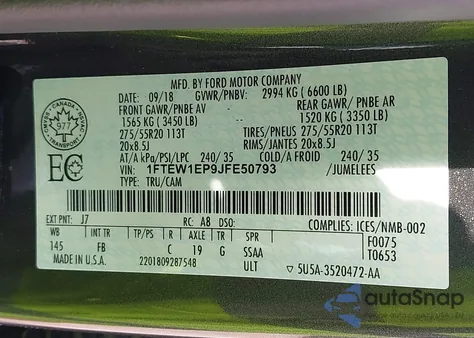 MFD. BY FORD MOTOR COMPANY
DATE: 09/18 GVWR/PNBV: 2994 KG ( 6600 LB)
FRONT GAWR/ PNBE AV REAR GAWR / PNBE AR
1565 KG ( 3450 LB) 1520 KG ( 3350 LB)
275/55R20 113T TIRES/PNEUS 275/55R20 113T
20x8.5J RIMS/JANTES 20x8.5J
AT/A kPa/PSI/LPC 240/ 35 COLD/A FROID 240/ 35
VIN: 1FTEW1EP9JFE50793 /JUMELEES
TYPE: TRU/CAM
CANADA
977
EC
EXT PNT: J7 RC: A8 DSO: COMPLIES: ICES/NMB-002
WB INT TR TP/PS R AXLE TR SPR F0075
145 FB C 19 G SSAA T0653
MADE IN U.S.A. 2201809287548 ULT ▽ 5U5A-3520472-AA
autoSnap